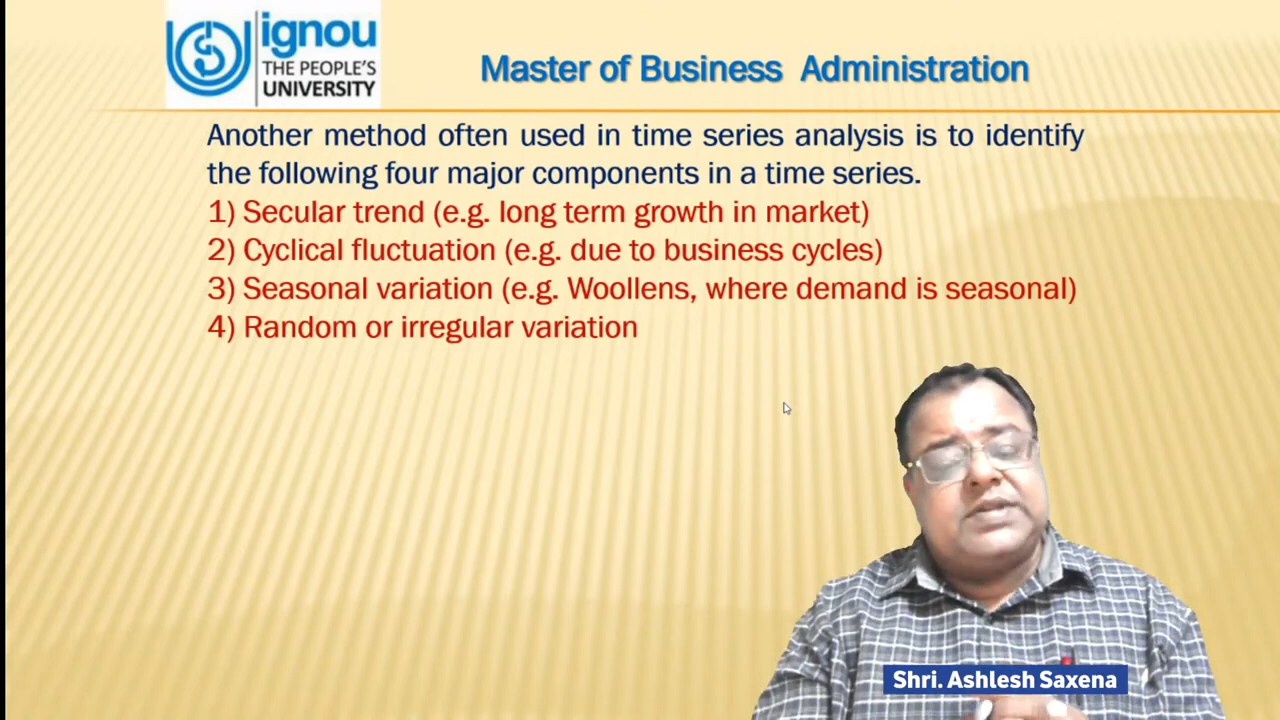 ignou
THE PEOPLE'S
UNIVERSITY
Master of Business Administration
Another method often used in time series analysis is to identify
the following four major components in a time series.
1) Secular trend (e.g. long term growth in market)
2) Cyclical fluctuation (e.g. due to business cycles)
3) Seasonal variation (e.g. Woollens, where demand is seasonal)
4) Random or irregular variation
Shri. Ashlesh Saxena